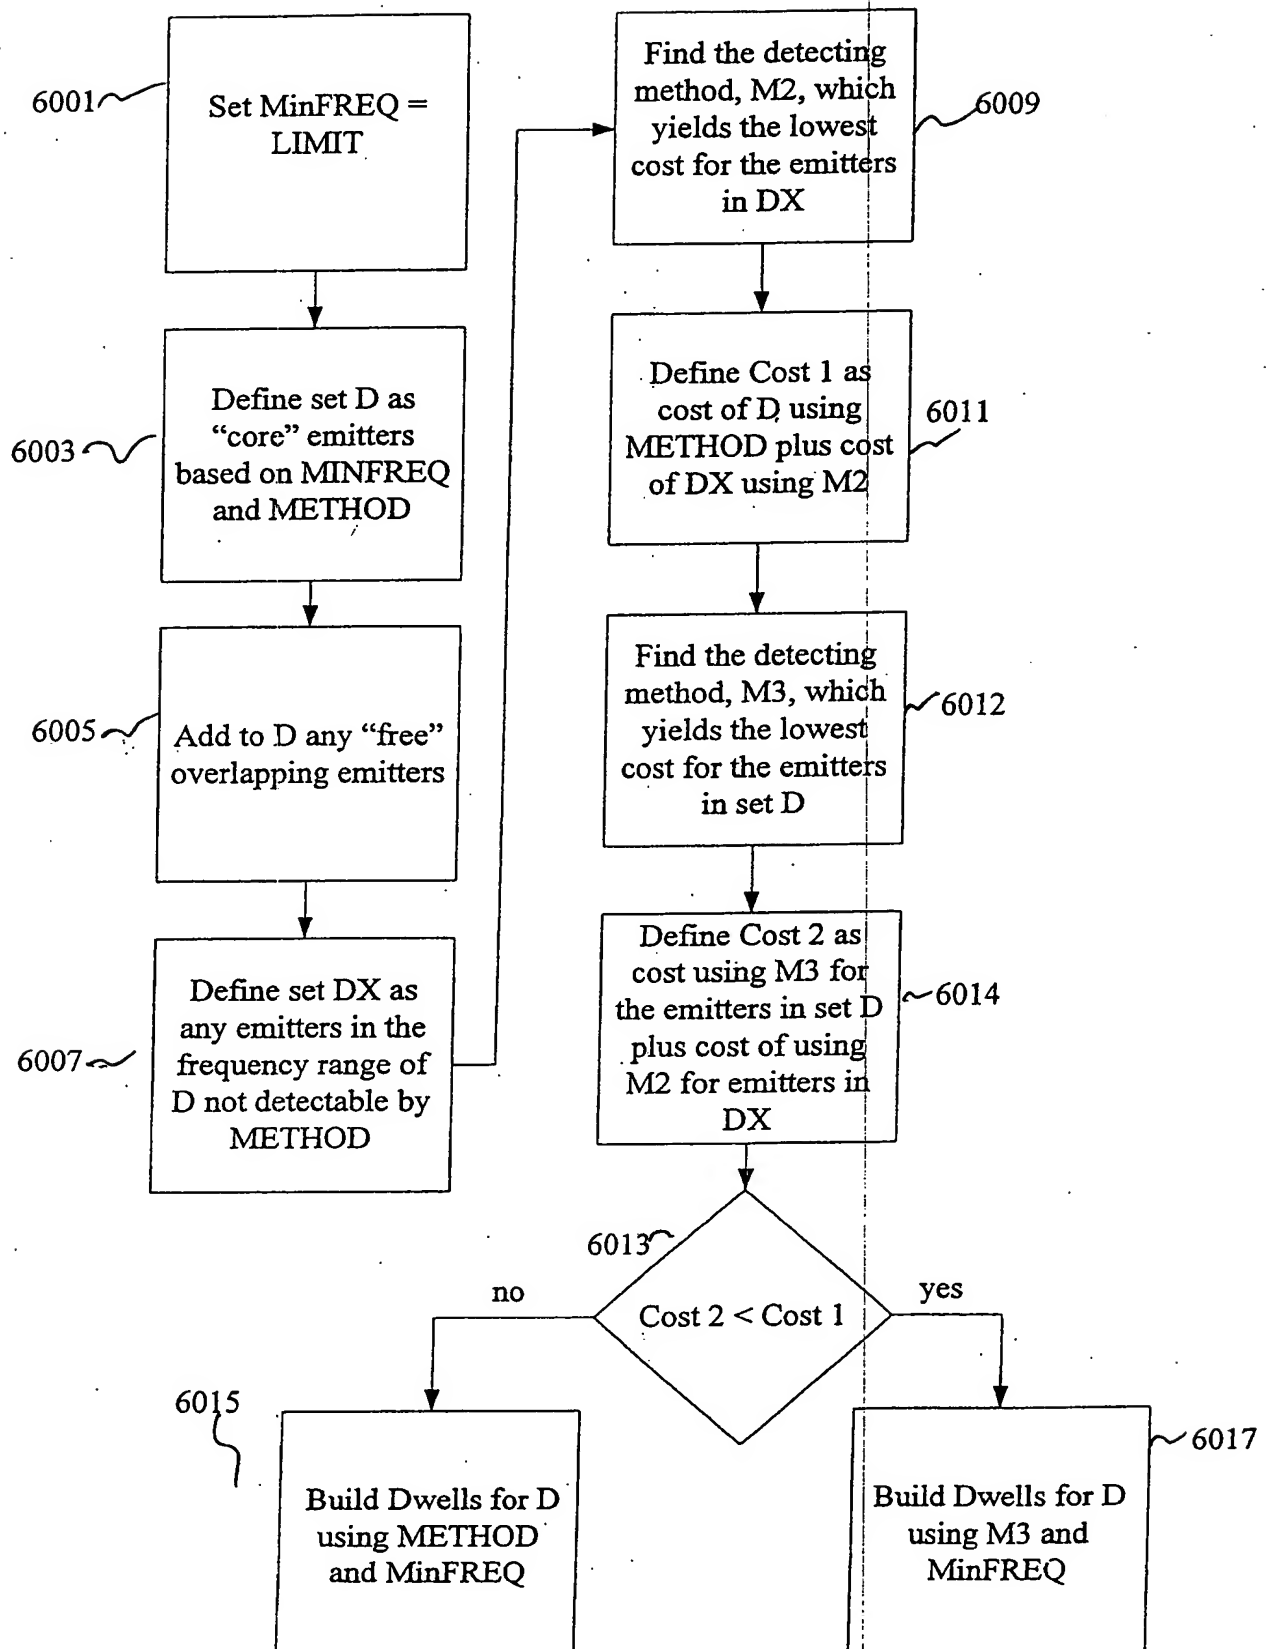 6001
Set MinFREQ =
LIMIT
6003
Define set D as
“core” emitters
based on MINFREQ
and METHOD
6005
Add to D any “free”
overlapping emitters
6007
Define set DX as
any emitters in the
frequency range of
D not detectable by
METHOD
Find the detecting
method, M2, which
yields the lowest
cost for the emitters
in DX
6009
Define Cost 1 as
cost of D using
METHOD plus cost
of DX using M2
6011
Find the detecting
method, M3, which
yields the lowest
cost for the emitters
in set D
6012
Define Cost 2 as
cost using M3 for
the emitters in set D
plus cost of using
M2 for emitters in
DX
6014
6013
no
Cost 2 < Cost 1
yes
6015
Build Dwells for D
using METHOD
and MinFREQ
6017
Build Dwells for D
using M3 and
MinFREQ